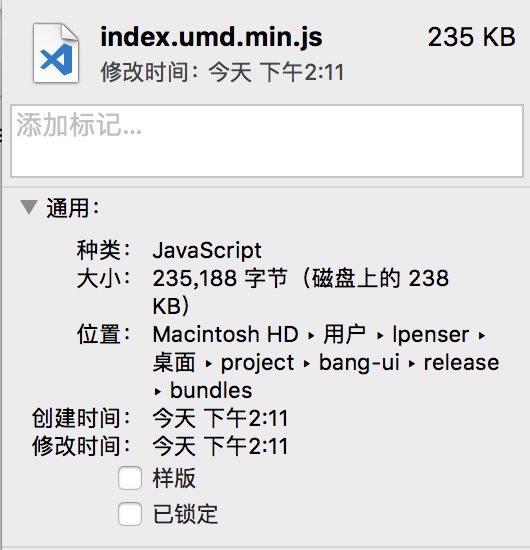 index.umd.min.js 235 KB
修改时间：今天 下午2:11
添加标记...
通用：
种类： JavaScript
大小： 235,188 字节（磁盘上的 238
KB）
位置： Macintosh HD ▸ 用户 ▸ lpenser ▸
桌面 ▸ project ▸ bang-ui ▸ release
▸ bundles
创建时间： 今天 下午2:11
修改时间： 今天 下午2:11
样版
已锁定